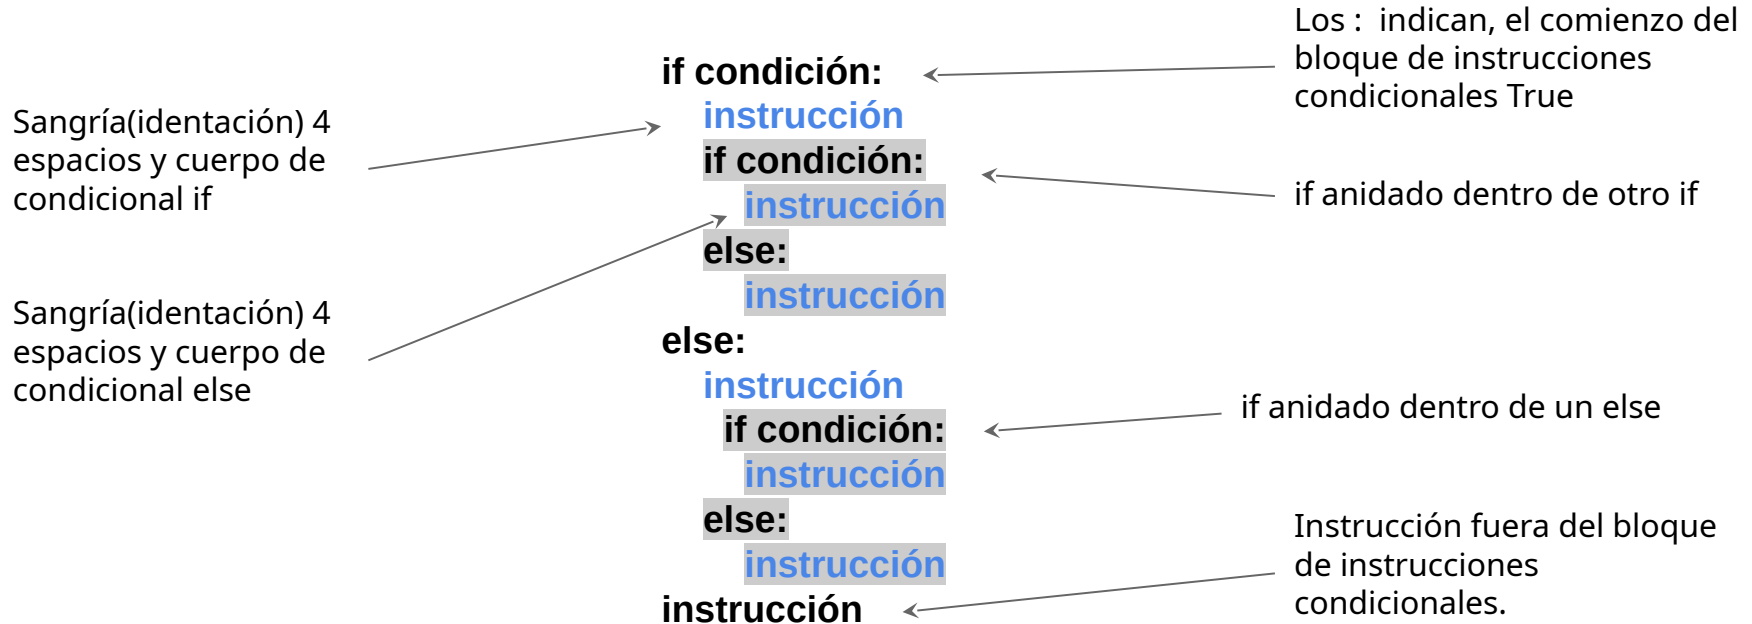 Los :  indican, el comienzo del
bloque de instrucciones
condicionales True
if condición:
instrucción
if condición:
instrucción
else:
instrucción
else:
instrucción
if condición:
instrucción
else:
instrucción
instrucción
Sangría(identación) 4
espacios y cuerpo de
condicional if
Sangría(identación) 4
espacios y cuerpo de
condicional else
if anidado dentro de otro if
if anidado dentro de un else
Instrucción fuera del bloque
de instrucciones
condicionales.